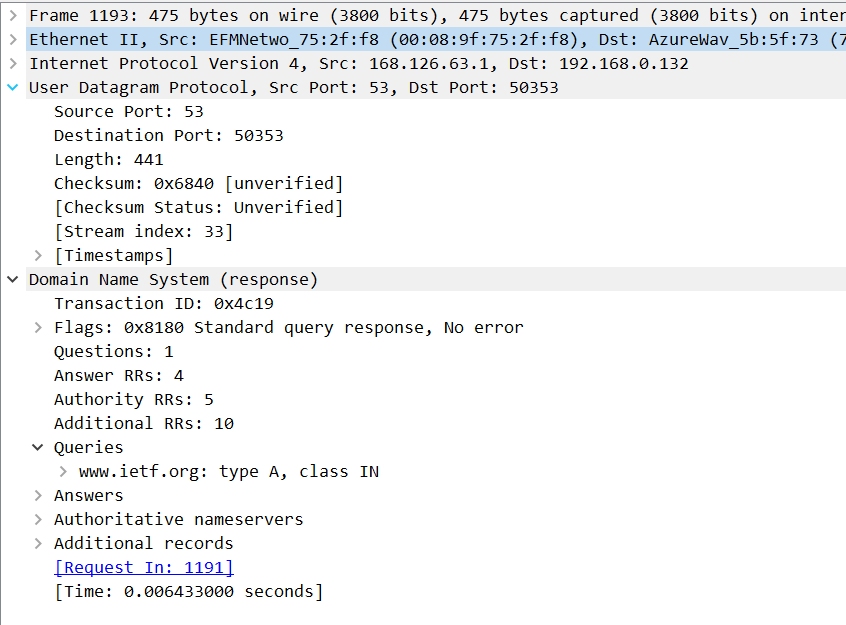 Frame 1193: 475 bytes on wire (3800 bits), 475 bytes captured (3800 bits) on
Ethernet II, Src: EFMNetwo_75:2f:f8 (00:08:9f:75:2f:f8), Dst: AzureWav_5b:5f:73 (7
Internet Protocol Version 4, Src: 168.126.63.1, Dst: 192.168.0.132
User Datagram Protocol, Src Port: 53, Dst Port: 50353
Source Port: 53
Destination Port: 50353
Length: 441
Checksum: 0x6840 [unverified]
[Checksum Status: Unverified]
[Stream index: 33]
[Timestamps]
Domain Name System (response)
Transaction ID: 0x4c19
Flags: 0x8180 Standard query response, No error
Questions: 1
Answer RRs: 4
Authority RRs: 5
Additional RRs: 10
Queries
www.ietf.org: type A, class IN
Answers
Authoritative nameservers
Additional records
[Request In: 1191]
[Time: 0.006433000 seconds]